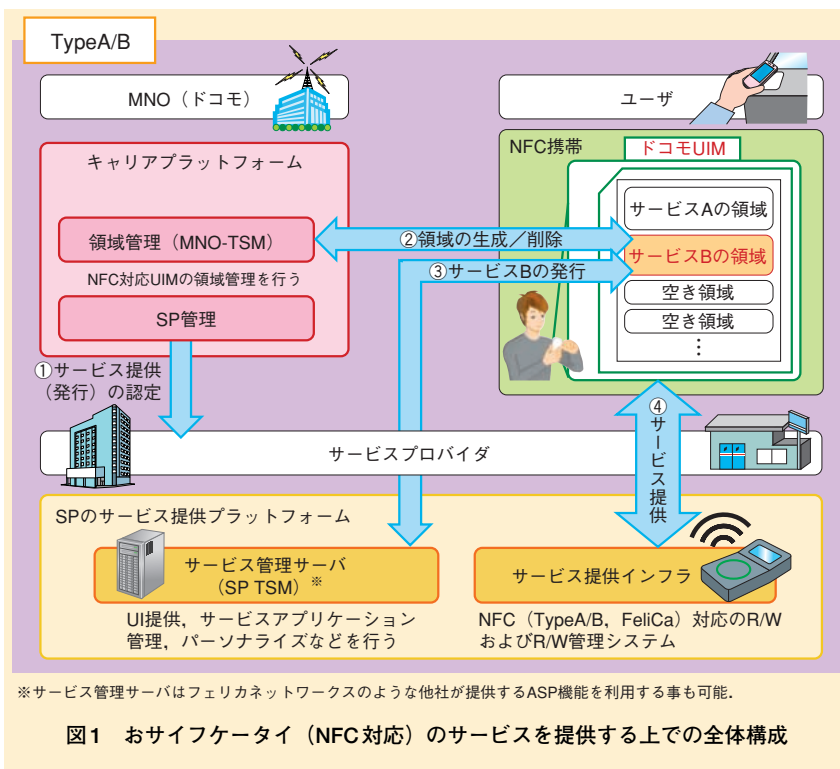 TypeA/B
MNO（ドコモ）
ユーザ
キャリアプラットフォーム
領域管理（MNO-TSM）
NFC対応UIMの領域管理を行う
SP管理
NFC携帯
ドコモUIM
サービスAの領域
サービスBの領域
空き領域
空き領域
⋮
②領域の生成／削除
③サービスBの発行
①サービス提供
（発行）の認定
④サービス提供
サービスプロバイダ
SPのサービス提供プラットフォーム
サービス管理サーバ
（SP TSM）※
UI提供，サービスアプリケーション
管理，パーソナライズなどを行う
サービス提供インフラ
NFC（TypeA/B，FeliCa）対応のR/W
およびR/W管理システム
※サービス管理サーバはフェリカネットワークスのような他社が提供するASP機能を利用する事も可能．
図1　おサイフケータイ（NFC対応）のサービスを提供する上での全体構成